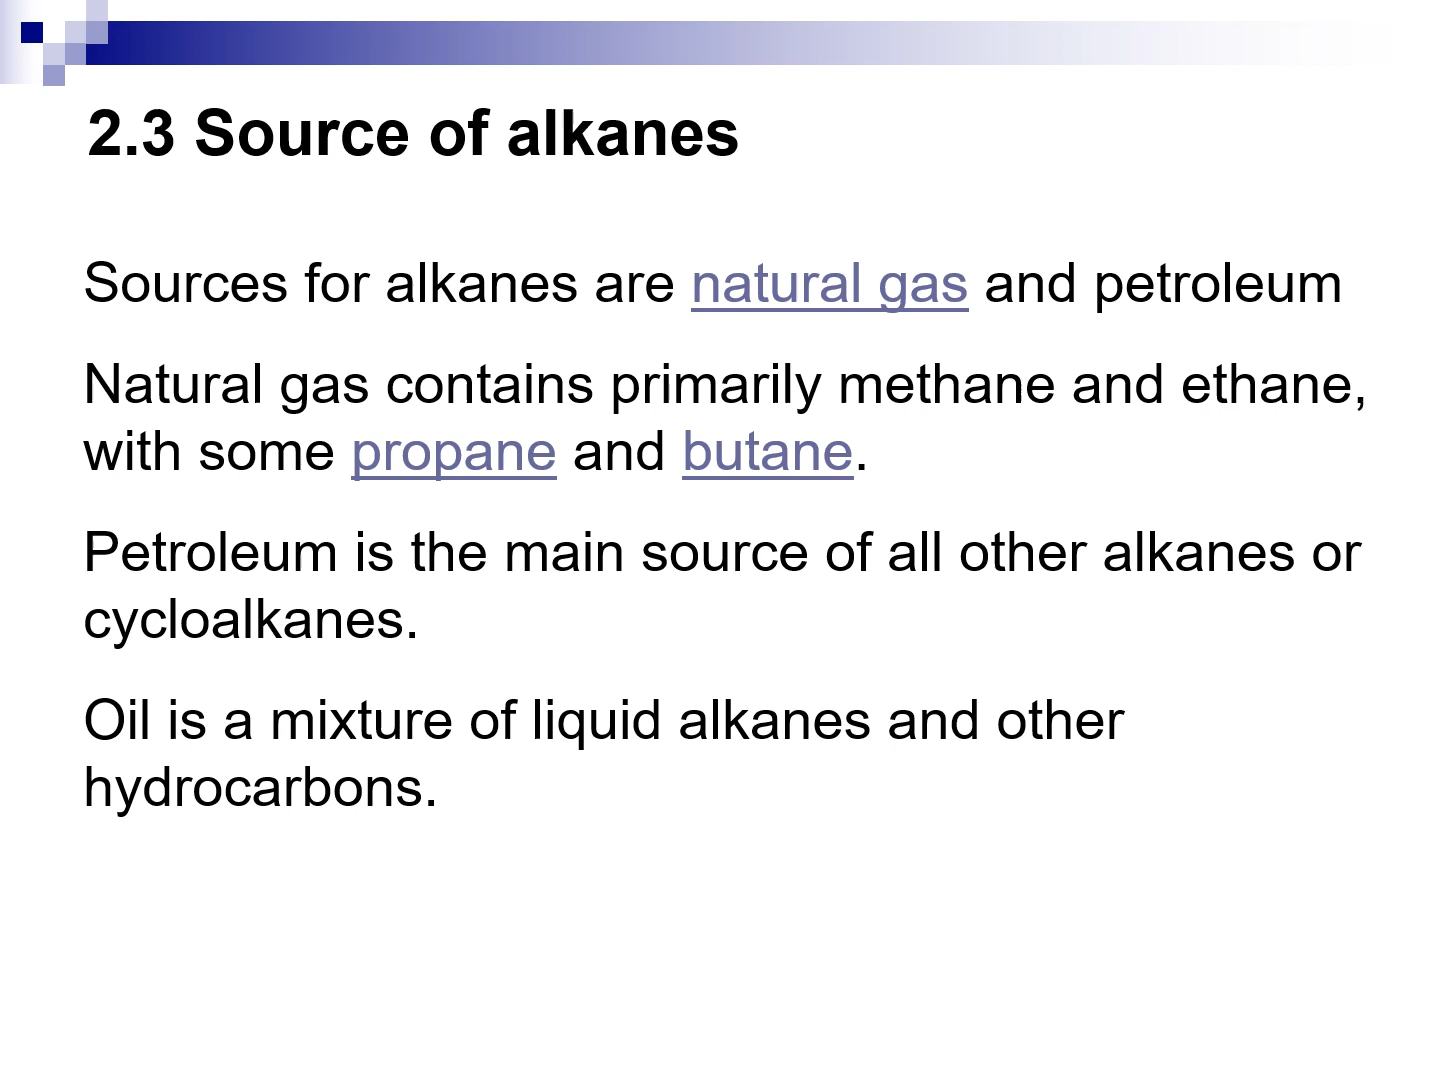 2.3 Source of alkanes
Sources for alkanes are natural gas and petroleum
Natural gas contains primarily methane and ethane,
with some propane and butane.
Petroleum is the main source of all other alkanes or
cycloalkanes.
Oil is a mixture of liquid alkanes and other
hydrocarbons.